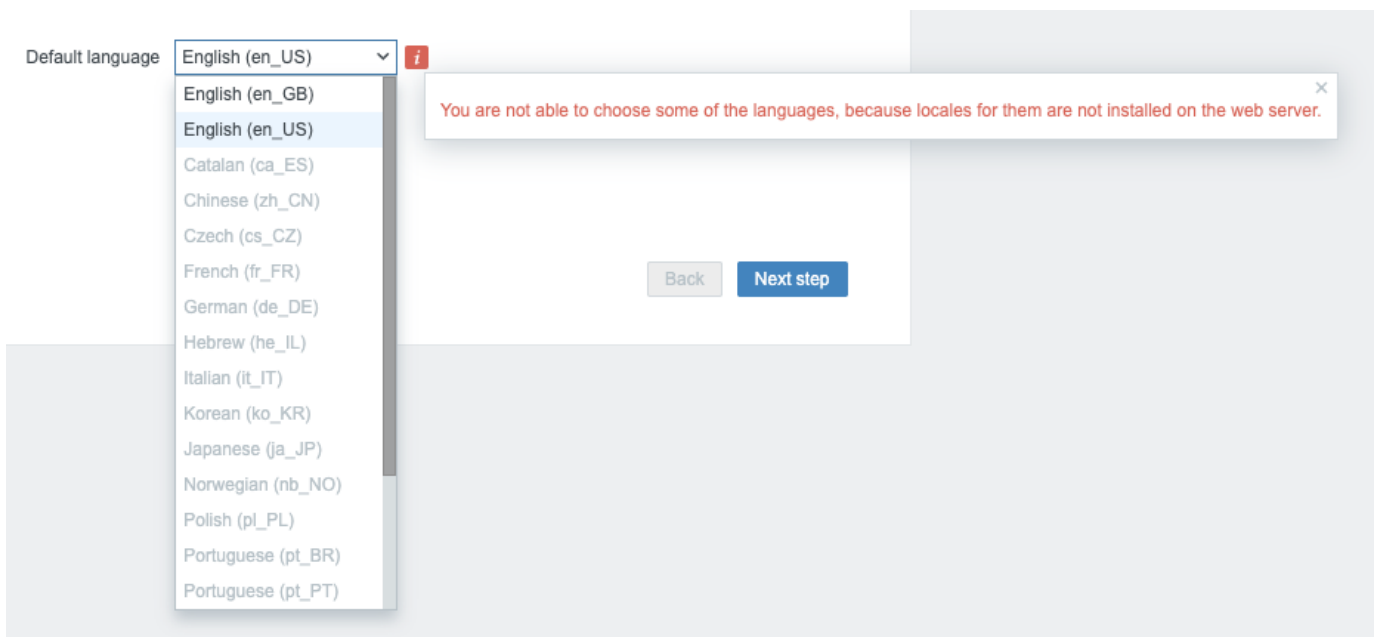 Default language English (en_US) i
English (en_GB)
English (en_US)
Catalan (ca_ES)
Chinese (zh_CN)
Czech (cs_CZ)
French (fr_FR)
German (de_DE)
Hebrew (he_IL)
Italian (it_IT)
Korean (ko_KR)
Japanese (ja_JP)
Norwegian (nb_NO)
Polish (pl_PL)
Portuguese (pt_BR)
Portuguese (pt_PT)
You are not able to choose some of the languages, because locales for them are not installed on the web server.
Back Next step